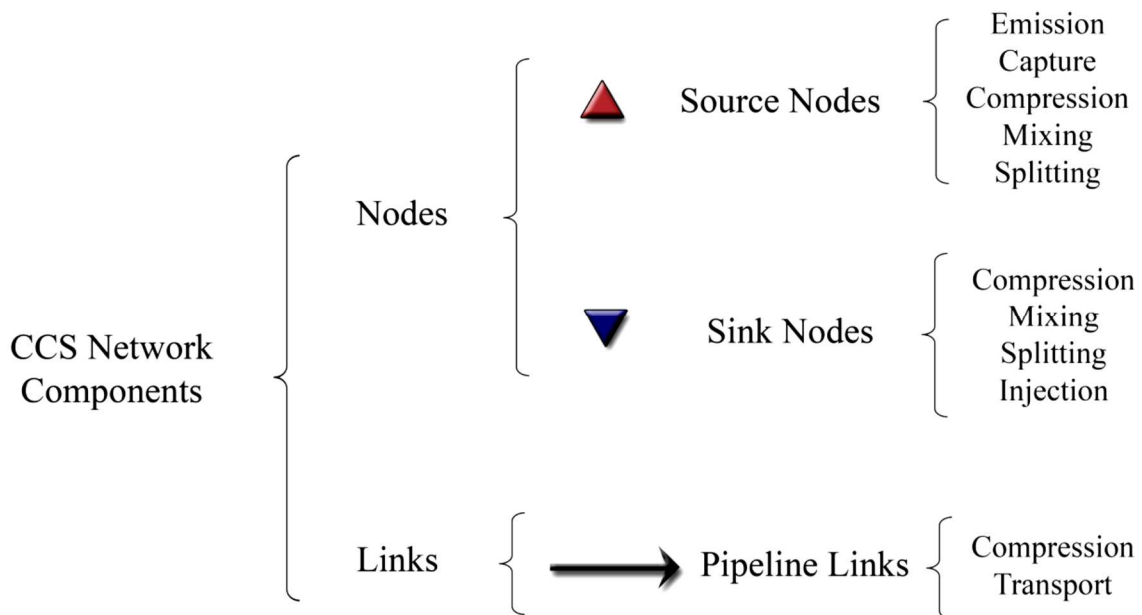 CCS Network
Components
Nodes
Source Nodes
Emission
Capture
Compression
Mixing
Splitting
Sink Nodes
Compression
Mixing
Splitting
Injection
Links
Pipeline Links
Compression
Transport